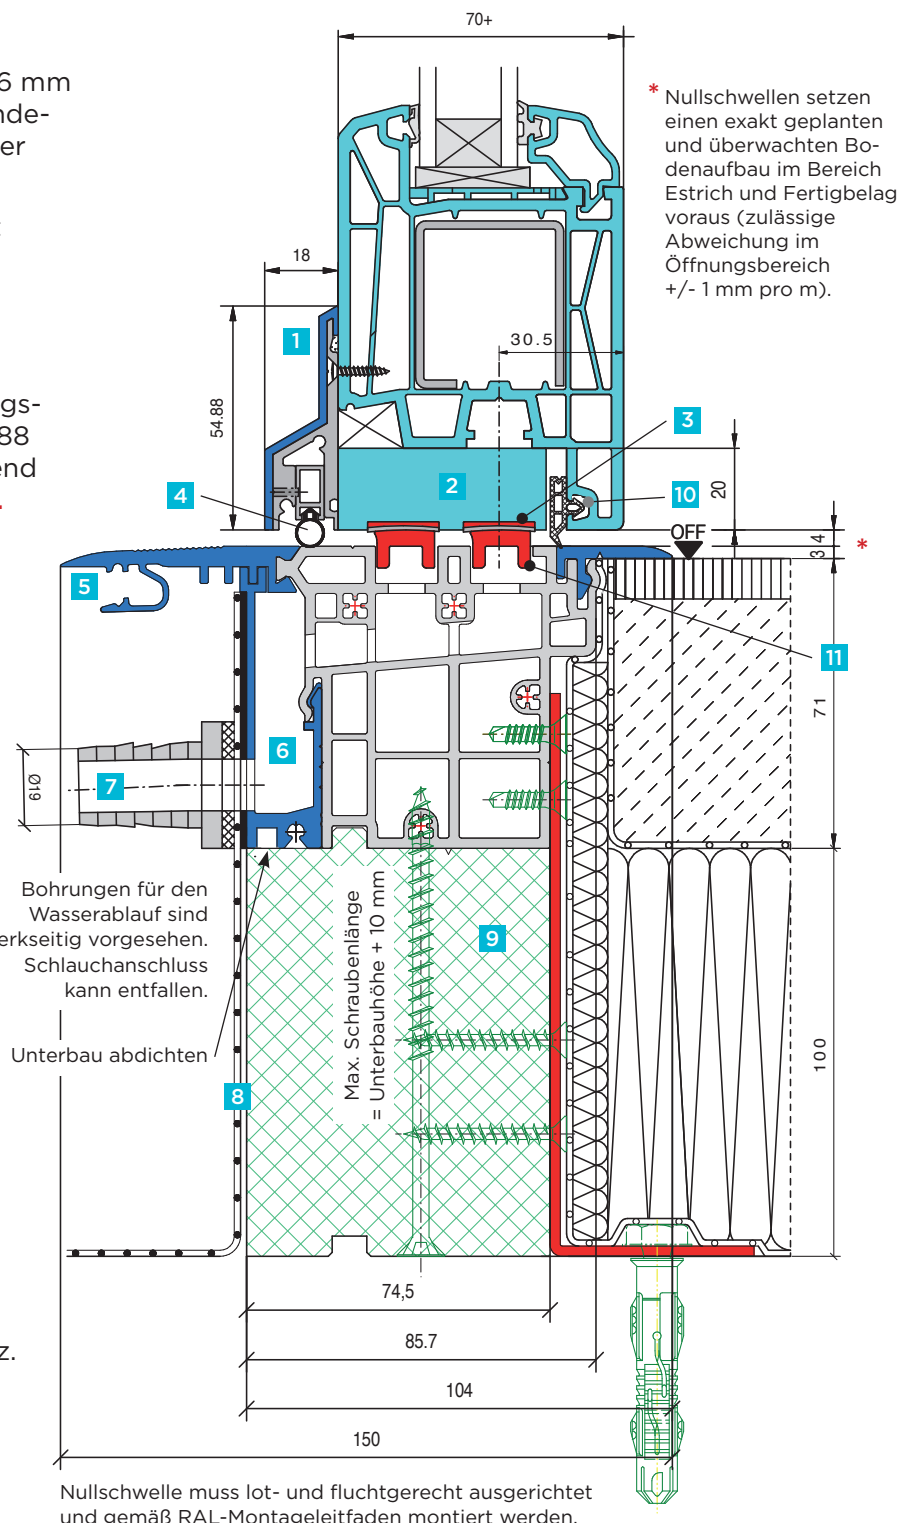 70+
6 mm
nde-
er
* Nullschwellen setzen
einen exakt geplanten
und überwachten Bo-
denaufbau im Bereich
Estrich und Fertigbelag
voraus (zulässige
Abweichung im
Öffnungsbereich
+/- 1 mm pro m).
18
1
30.5
54.88
gs-
88
end
3
2
4
10
20
OFF
4
3
*
5
11
71
6
7
Ø19
Bohrungen für den
Wasserablauf sind
erkseitig vorgesehen.
Schlauchanschluss
kann entfallen.
Max. Schraubenlänge
= Unterbauhöhe + 10 mm
9
Unterbau abdichten
8
100
74,5
85.7
z.
104
150
Nullschwelle muss lot- und fluchtgerecht ausgerichtet
und gemäß RAL-Montageleitfaden montiert werden.